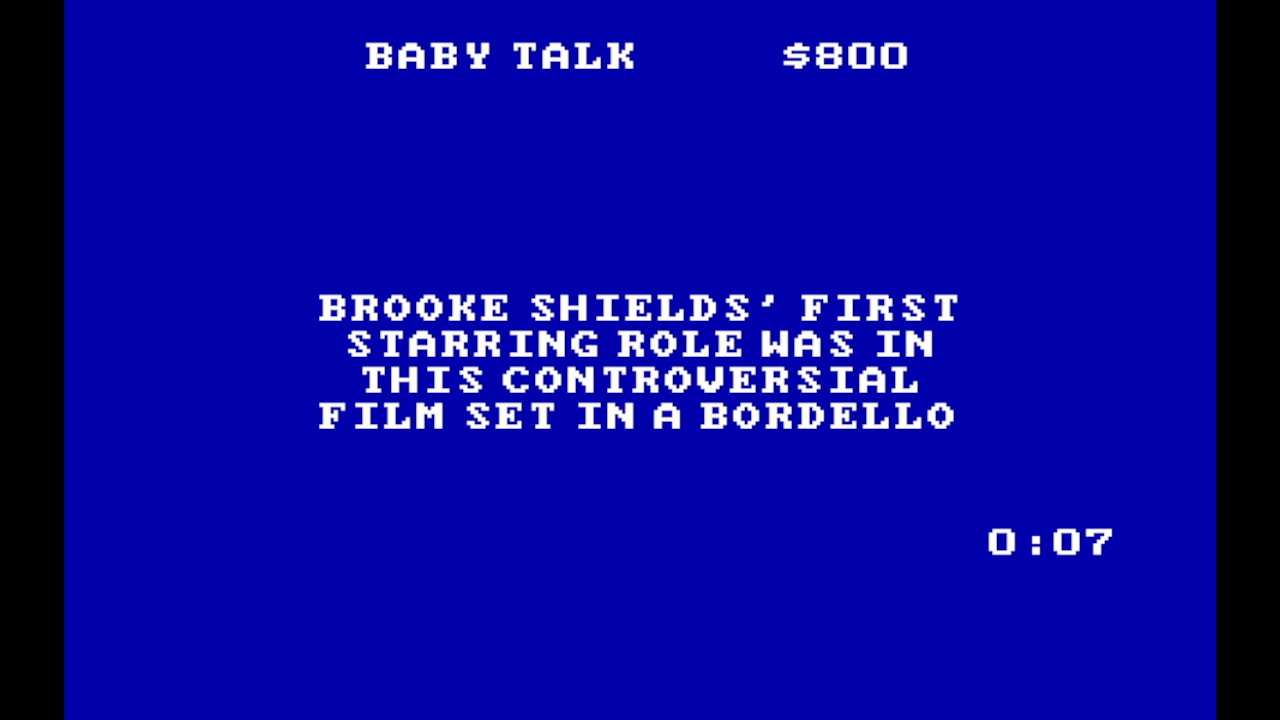 BABY TALK $800
BROOKE SHIELDS' FIRST
STARRING ROLE WAS IN
THIS CONTROVERSIAL
FILM SET IN A BORDELLO
0:07